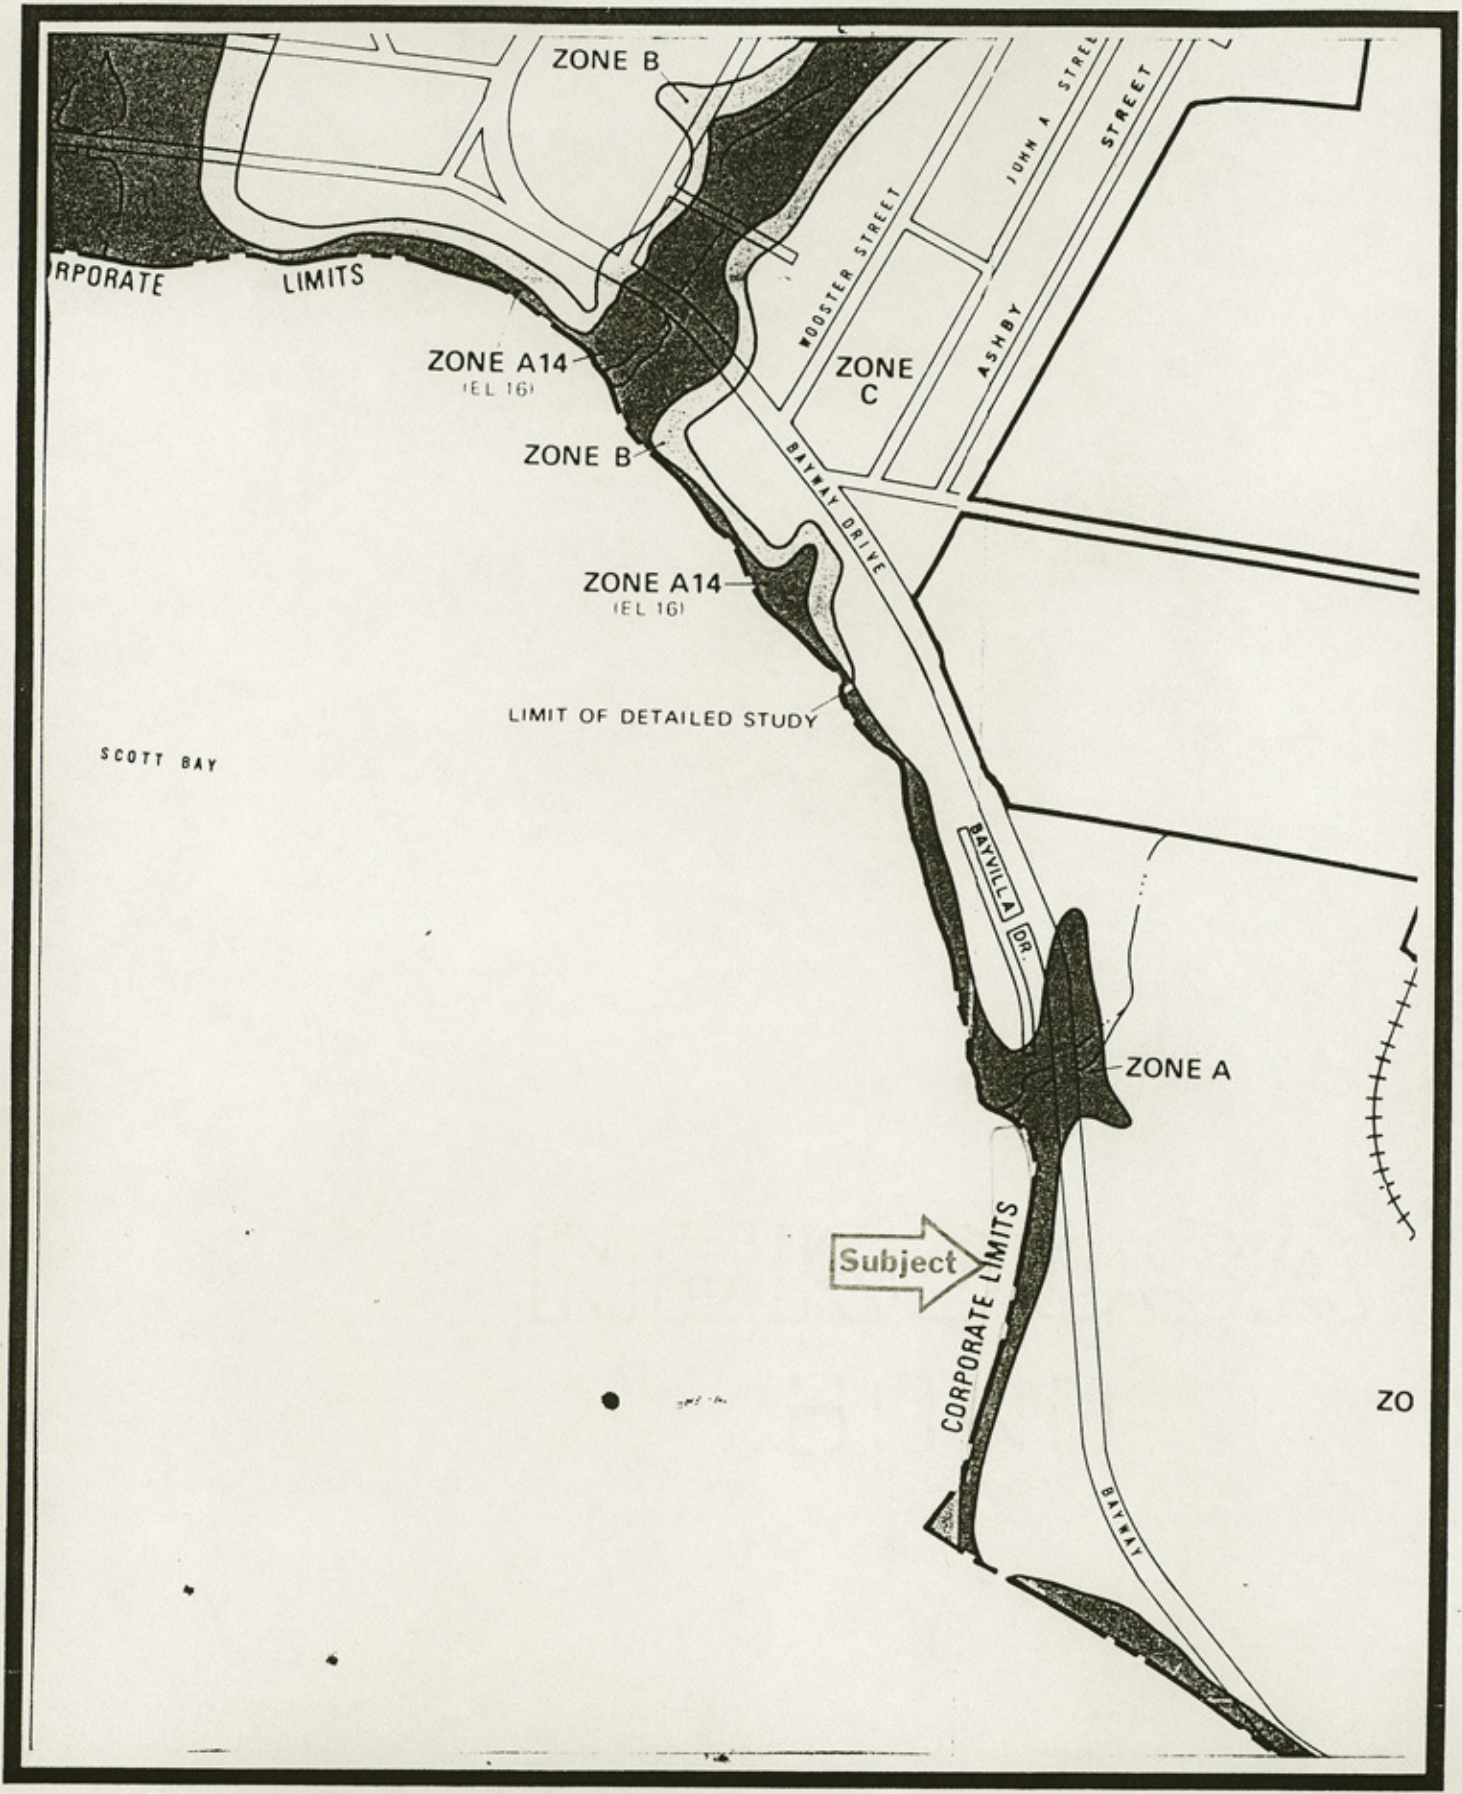 ZONE B
JOHN A STREE
STREET
WOOSTER STREET
RPORATE LIMITS
ZONE A14
(EL 16)
ZONE
C
ASHBY
ZONE B
BAYWAY DRIVE
ZONE A14
(EL 16)
LIMIT OF DETAILED STUDY
SCOTT BAY
BAYVILLA
DR.
ZONE A
Subject
CORPORATE LIMITS
ZO
BAYWAY